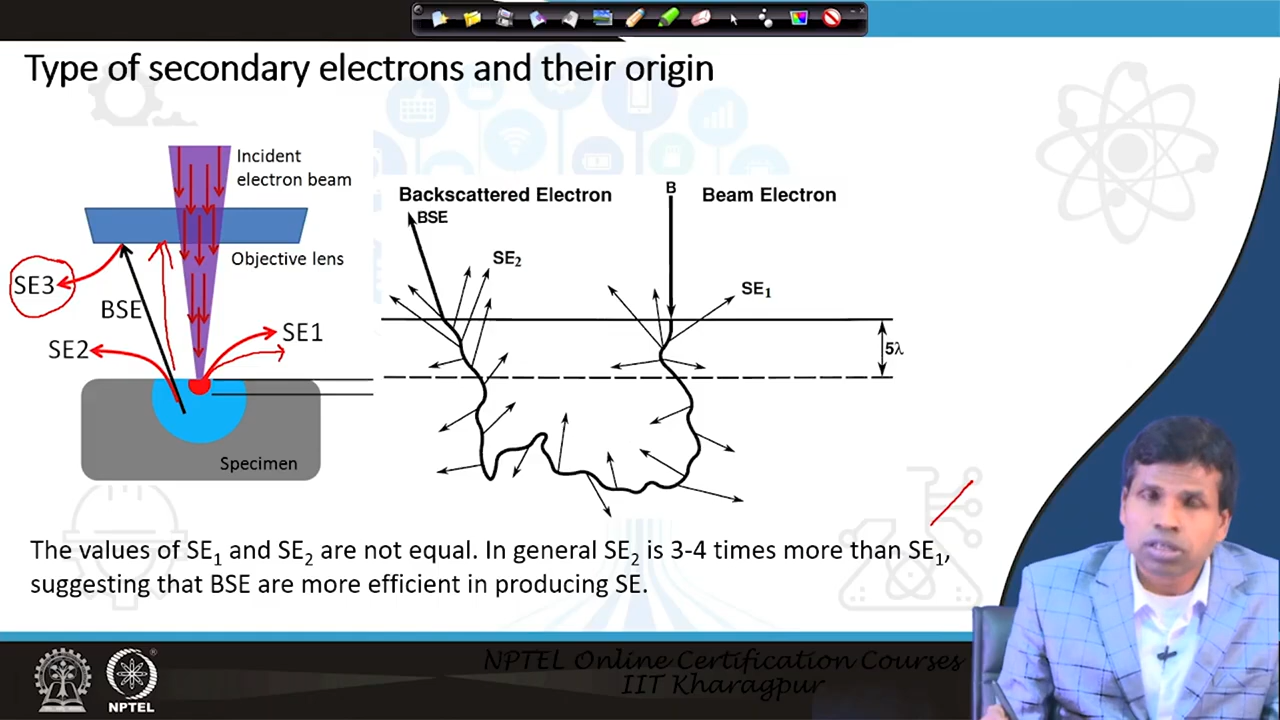 Type of secondary electrons and their origin
Incident
electron beam
Objective lens
SE3
BSE
SE1
SE2
Specimen
Backscattered Electron
BSE
SE₂
B
Beam Electron
SE₁
5λ
The values of SE₁ and SE₂ are not equal. In general SE₂ is 3-4 times more than SE₁,
suggesting that BSE are more efficient in producing SE.
NPTEL
NPTEL Online Certification Courses
IIT Kharagpur